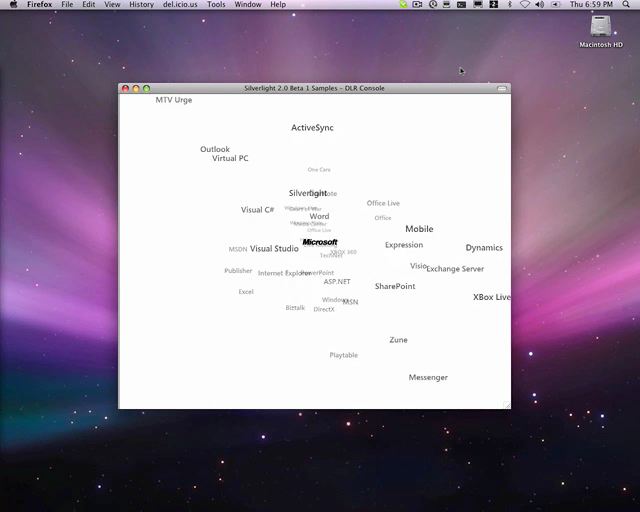 Firefox File Edit View History del.icio.us Tools Window Help Thu 6:59 PM
Macintosh HD
Silverlight 2.0 Beta 1 Samples - DLR Console
MTV Urge
ActiveSync
Outlook
Virtual PC
One Care
Silverlight
Office Live
Visual C#
Word
Office
Office Live
Mobile
Microsoft
Expression
MSDN Visual Studio
Dynamics
XBOX 360
TechNet
Visio
Exchange Server
Publisher
Internet Explorer
PowerPoint
ASP.NET
SharePoint
Excel
XBox Live
Windows
MSN
Biztalk
DirectX
Zune
Playtable
Messenger